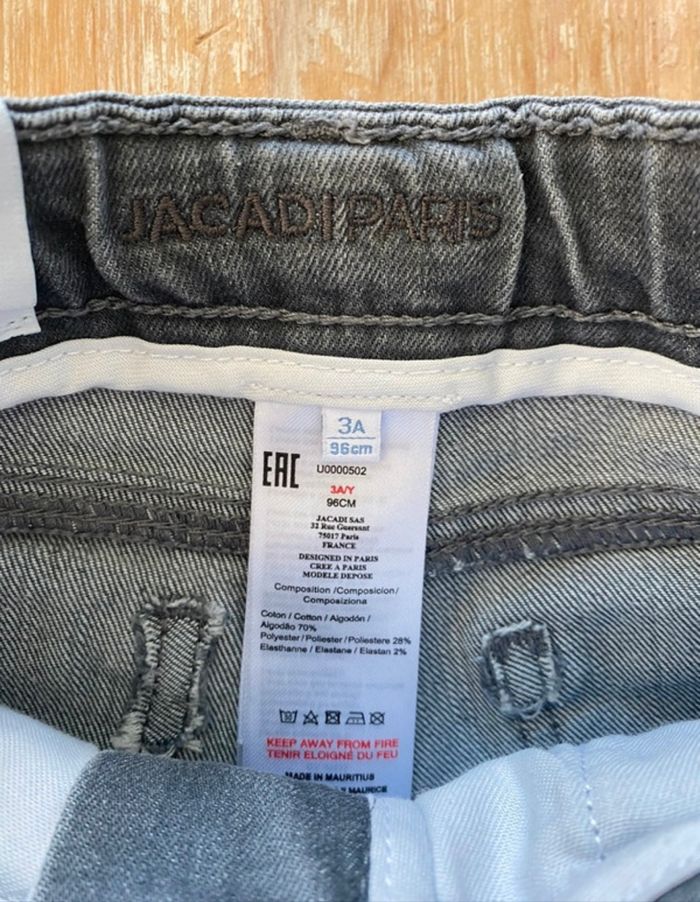 JACADI PARIS
3A
96cm
EAC
U0000502
3A/Y
96CM
JACADI SAS
32 Rue Guersant
75017 Paris
FRANCE
DESIGNED IN PARIS
CREE A PARIS
MODELE DEPOSE
Composition /Composicion/
Composiziona
Coton / Cotton / Algodón /
Algodão 70%
Polyester / Poliester / Poliestere 28%
Elasthanne / Elastane / Elastan 2%
KEEP AWAY FROM FIRE
TENIR ELOIGNÉ DU FEU
MADE IN MAURITIUS
MAURICE